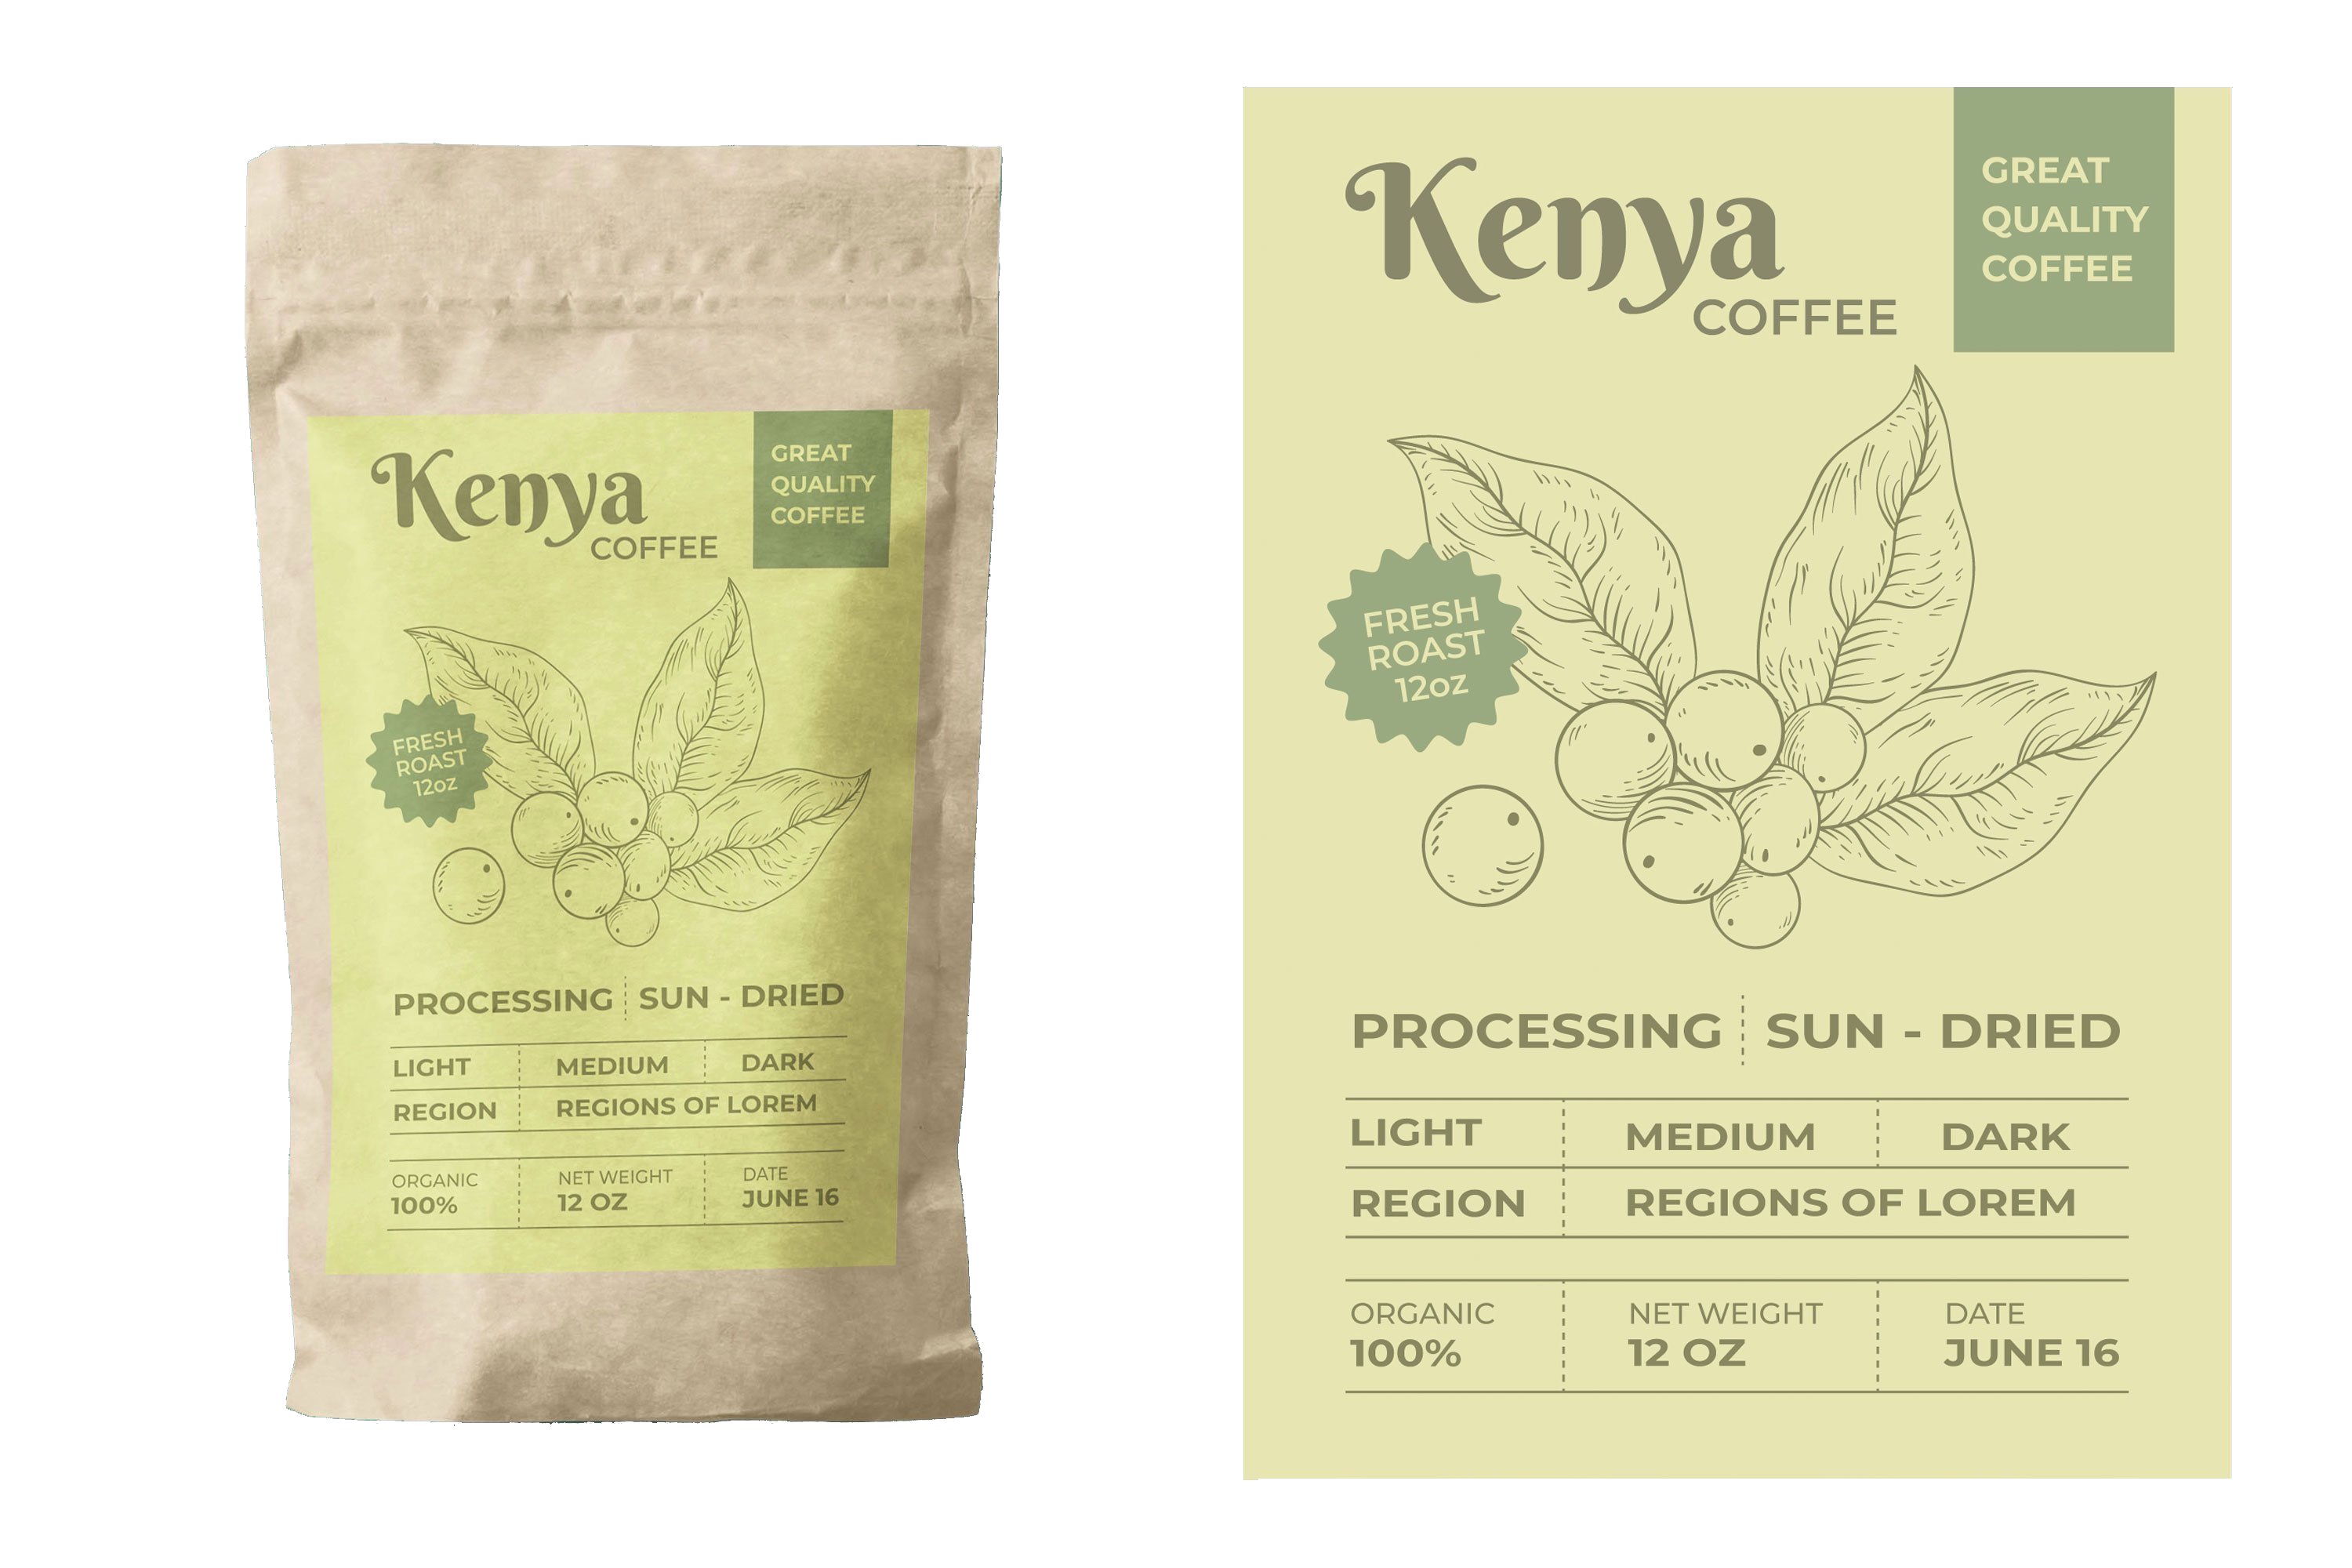 Kenya
COFFEE
GREAT
QUALITY
COFFEE
FRESH
ROAST
12oz
PROCESSING SUN - DRIED
LIGHT MEDIUM DARK
REGION REGIONS OF LOREM
ORGANIC NET WEIGHT DATE
100% 12 OZ JUNE 16
Kenya
COFFEE
GREAT
QUALITY
COFFEE
FRESH
ROAST
12oz
PROCESSING SUN - DRIED
LIGHT MEDIUM DARK
REGION REGIONS OF LOREM
ORGANIC NET WEIGHT DATE
100% 12 OZ JUNE 16